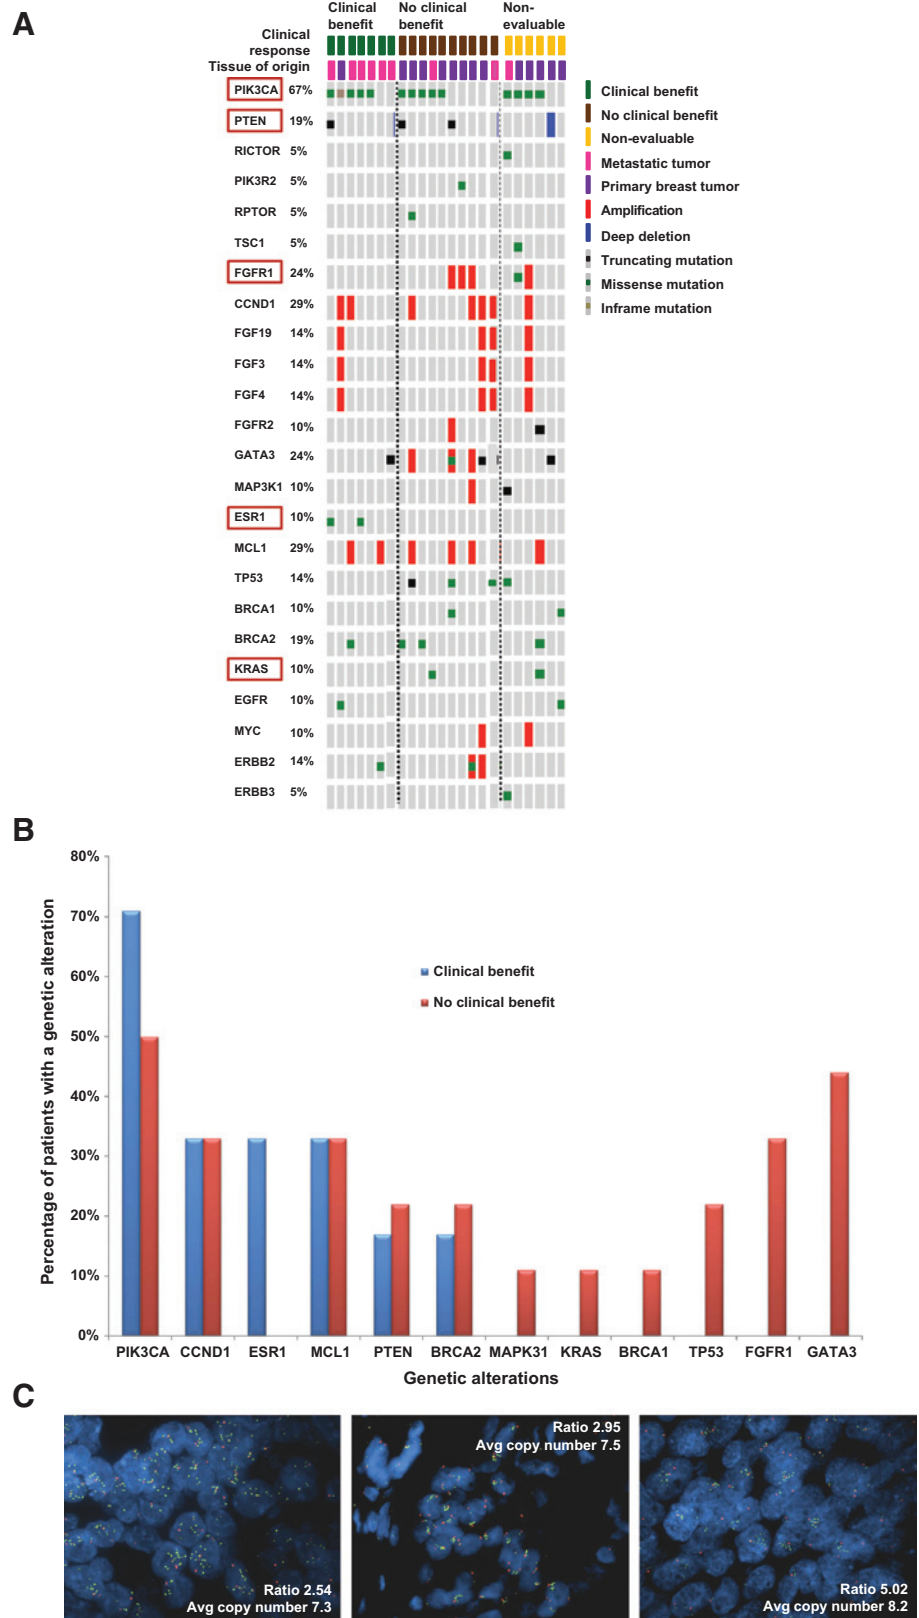 A
Clinical benefit
No clinical benefit
Non-evaluable
Clinical response
Tissue of origin
PIK3CA 67%
PTEN 19%
RICTOR 5%
PIK3R2 5%
RPTOR 5%
TSC1 5%
FGFR1 24%
CCND1 29%
FGF19 14%
FGF3 14%
FGF4 14%
FGFR2 10%
GATA3 24%
MAP3K1 10%
ESR1 10%
MCL1 29%
TP53 14%
BRCA1 10%
BRCA2 19%
KRAS 10%
EGFR 10%
MYC 10%
ERBB2 14%
ERBB3 5%
Clinical benefit
No clinical benefit
Non-evaluable
Metastatic tumor
Primary breast tumor
Amplification
Deep deletion
Truncating mutation
Missense mutation
Inframe mutation
B
Percentage of patients with a genetic alteration
80%
70%
60%
50%
40%
30%
20%
10%
0%
Clinical benefit
No clinical benefit
PIK3CA CCND1 ESR1 MCL1 PTEN BRCA2 MAPK31 KRAS BRCA1 TP53 FGFR1 GATA3
Genetic alterations
C
Ratio 2.54
Avg copy number 7.3
Ratio 2.95
Avg copy number 7.5
Ratio 5.02
Avg copy number 8.2